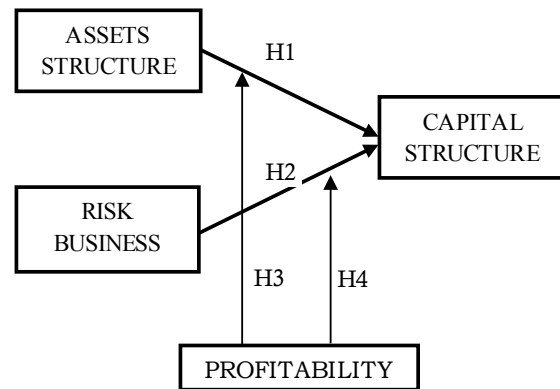 ASSETS
STRUCTURE
H1
CAPITAL
STRUCTURE
H2
RISK
BUSINESS
H3
H4
PROFITABILITY